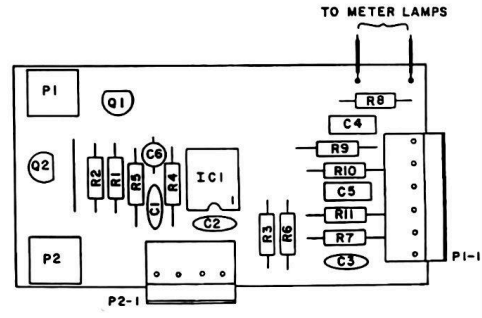 TO METER LAMPS
P1
Q1
R8
C4
Q2
R2
R1
R5
C6
C1
R4
IC1
1
C2
R9
R10
C5
R11
R3
R6
R7
C3
P2
P1-1
P2-1